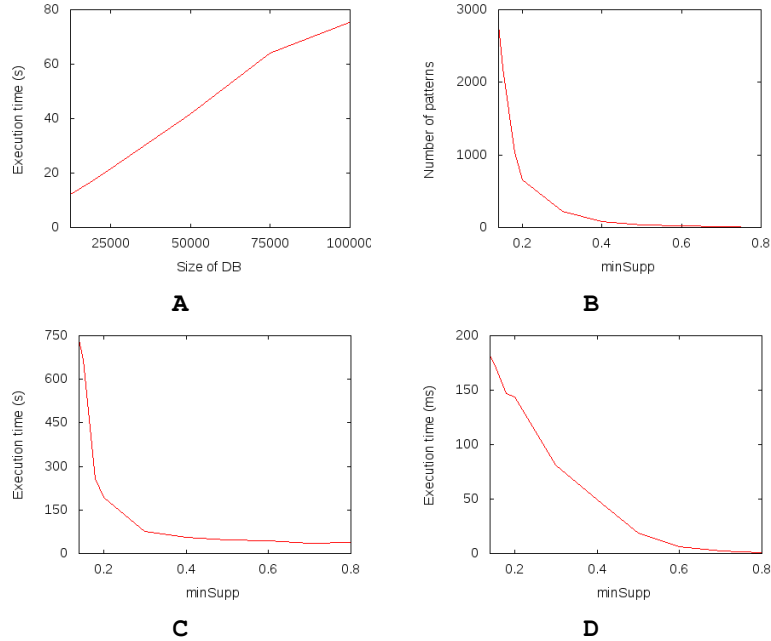 80
60
40
20
0
Execution time (s)
25000 50000 75000 100000
Size of DB
A
3000
2000
1000
0
Number of patterns
0.2 0.4 0.6 0.8
minSupp
B
750
600
450
300
150
0
Execution time (s)
0.2 0.4 0.6 0.8
minSupp
C
200
150
100
50
0
Execution time (ms)
0.2 0.4 0.6 0.8
minSupp
D